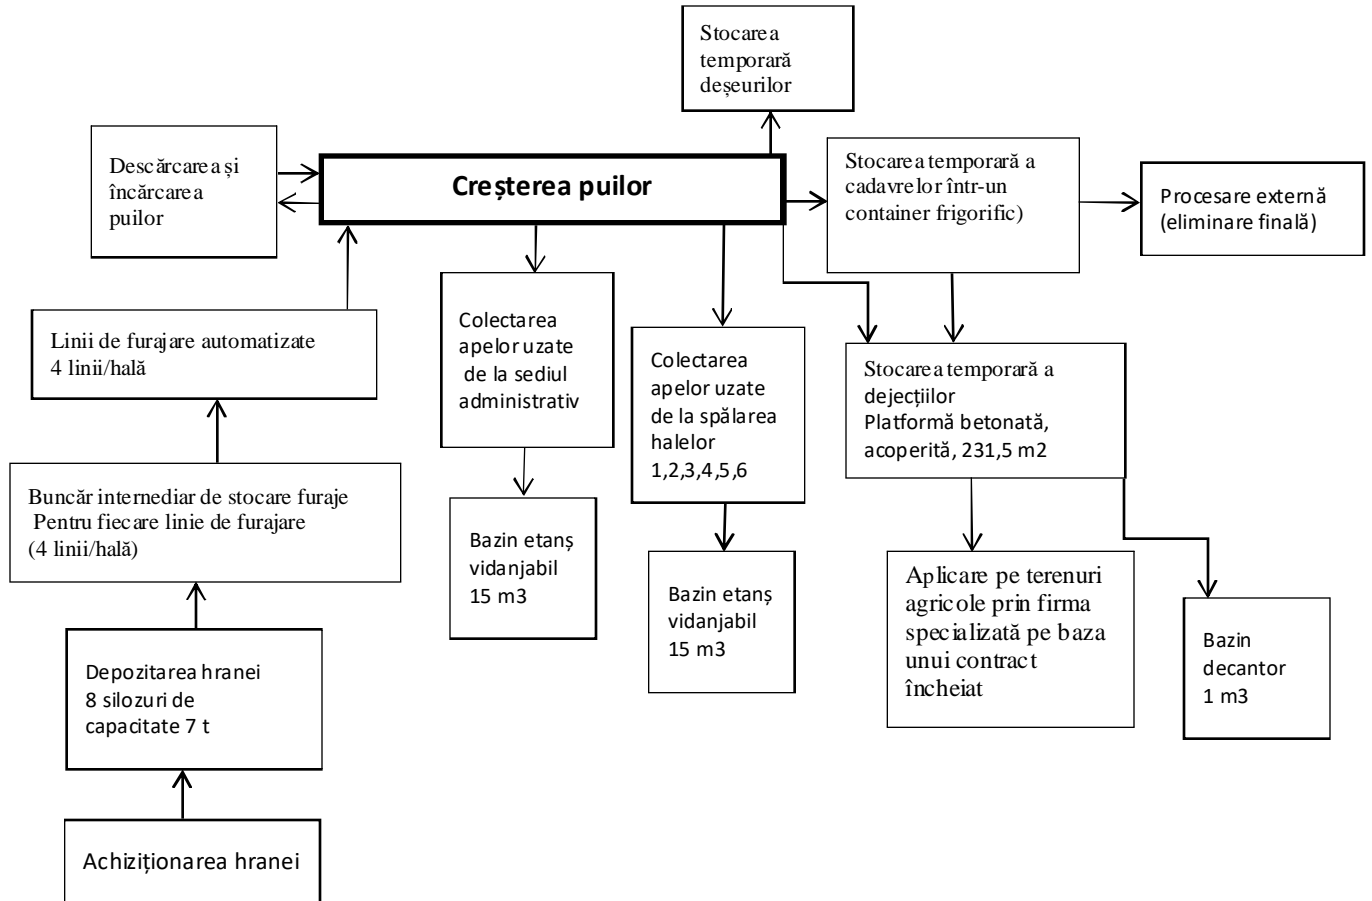 Stocarea
temporară
deșeurilor
Descărcarea și
încărcarea
puilor
Creșterea puilor
Stocarea temporară a
cadavrelor într-un
container frigorific)
Procesare externă
(eliminare finală)
Linii de furajare automatizate
4 linii/hală
Colectarea
apelor uzate
de la sediul
administrativ
Colectarea
apelor uzate
de la spălarea
halelor
1,2,3,4,5,6
Stocarea temporară a
dejecțiilor
Platformă betonată,
acoperită, 231,5 m2
Buncăr internediar de stocare furaje
Pentru fiecare linie de furajare
(4 linii/hală)
Bazin etanș
vidanjabil
15 m3
Bazin etanș
vidanjabil
15 m3
Aplicare pe terenuri
agricole prin firma
specializată pe baza
unui contract
încheiat
Bazin
decantor
1 m3
Depozitarea hranei
8 silozuri de
capacitate 7 t
Achiziționarea hranei